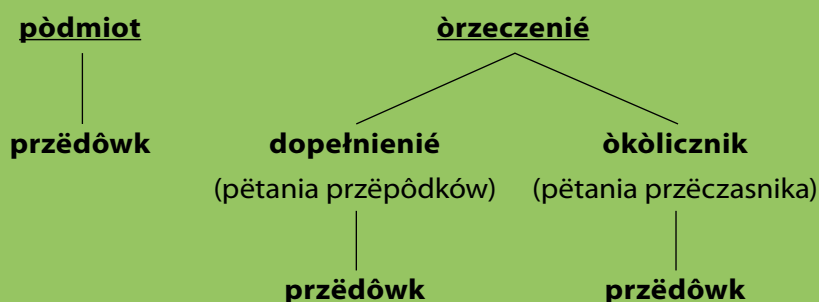 pòdmiot òrzeczenié
przëdôwk dopełnienié òkòlicznik
(pëtania przëpôdków) (pëtania przëczasnika)
przëdôwk przëdôwk